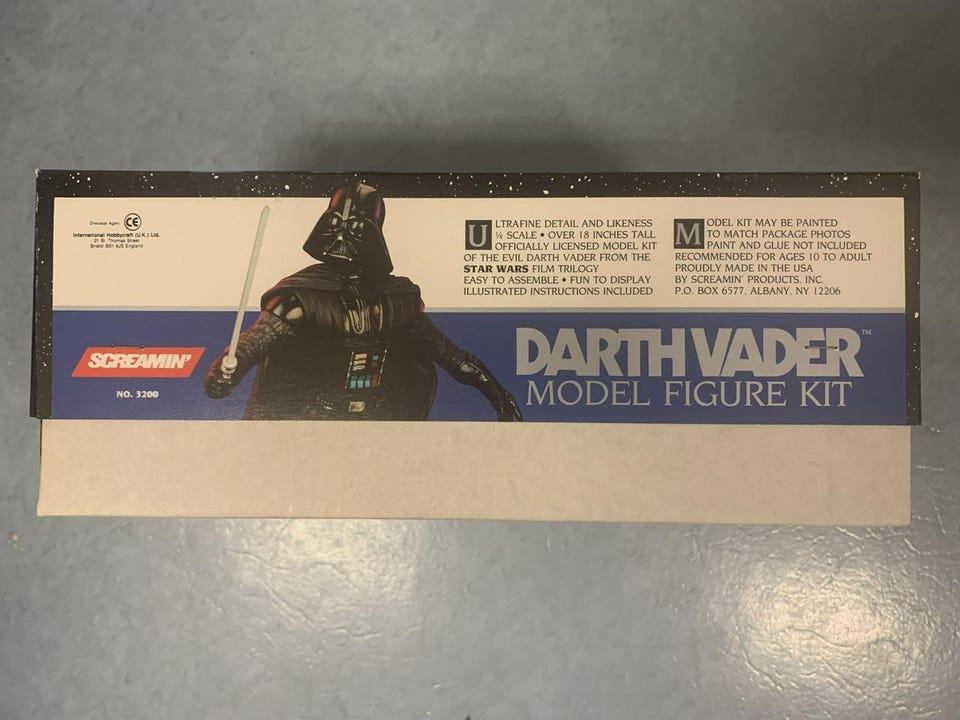 Overseas Agent CE
International Hobbycraft (U.K.) Ltd.
21 St. Thomas Street
Bristol BS1 6JS England
SCREAMIN'
NO. 3200
ULTRAFINE DETAIL AND LIKENESS
¼ SCALE • OVER 18 INCHES TALL
OFFICIALLY LICENSED MODEL KIT
OF THE EVIL DARTH VADER FROM THE
STAR WARS FILM TRILOGY
EASY TO ASSEMBLE • FUN TO DISPLAY
ILLUSTRATED INSTRUCTIONS INCLUDED
MODEL KIT MAY BE PAINTED
TO MATCH PACKAGE PHOTOS
PAINT AND GLUE NOT INCLUDED
RECOMMENDED FOR AGES 10 TO ADULT
PROUDLY MADE IN THE USA
BY SCREAMIN' PRODUCTS, INC.
P.O. BOX 6577, ALBANY, NY 12206
DARTH VADER™
MODEL FIGURE KIT